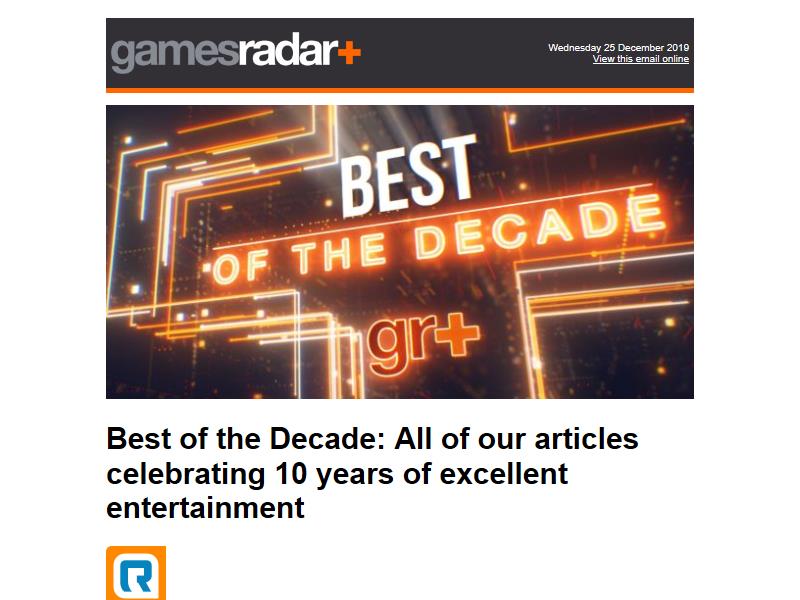 gamesradar+
Wednesday 25 December 2019
View this email online
BEST
OF THE DECADE
gr+
Best of the Decade: All of our articles
celebrating 10 years of excellent
entertainment